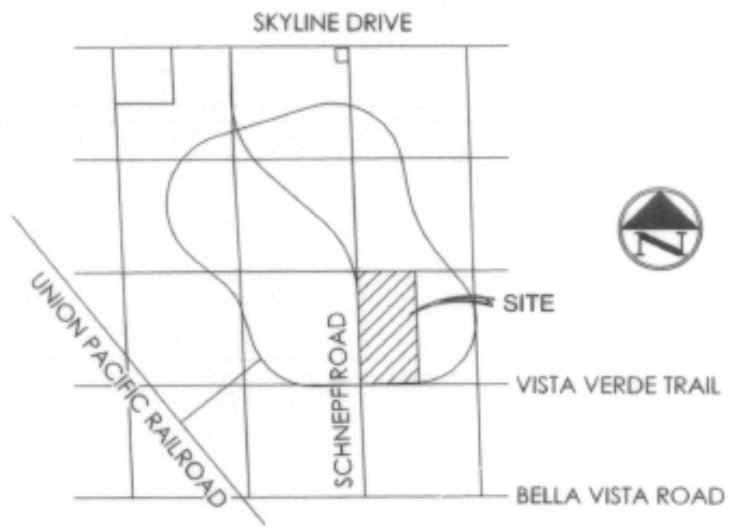 SKYLINE DRIVE
N
UNION PACIFIC RAILROAD
SCHNEPF ROAD
SITE
VISTA VERDE TRAIL
BELLA VISTA ROAD